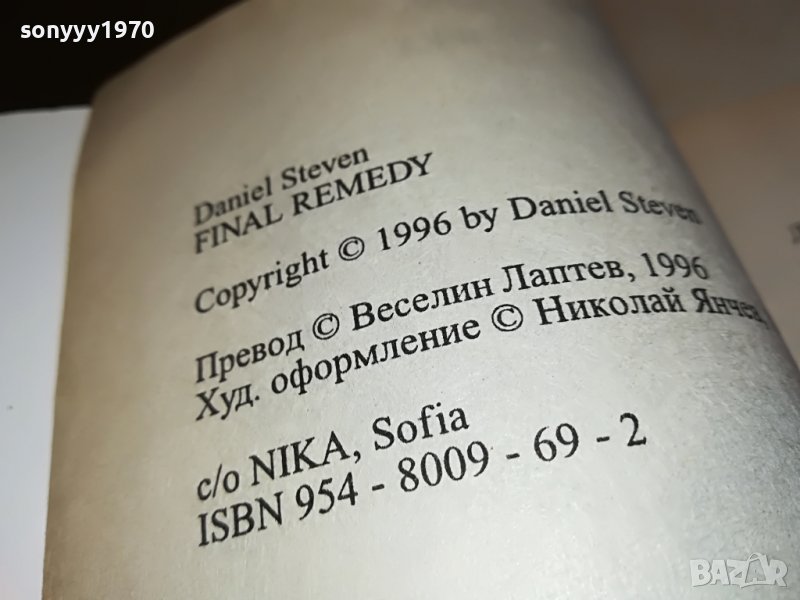 sonyyy1970
Daniel Steven
FINAL REMEDY
Copyright © 1996 by Daniel Steven
Превод © Веселин Лаптев, 1996
Худ. оформление © Николай Янчев,
c/o NIKA, Sofia
ISBN 954 - 8009 - 69 - 2
BAZAR